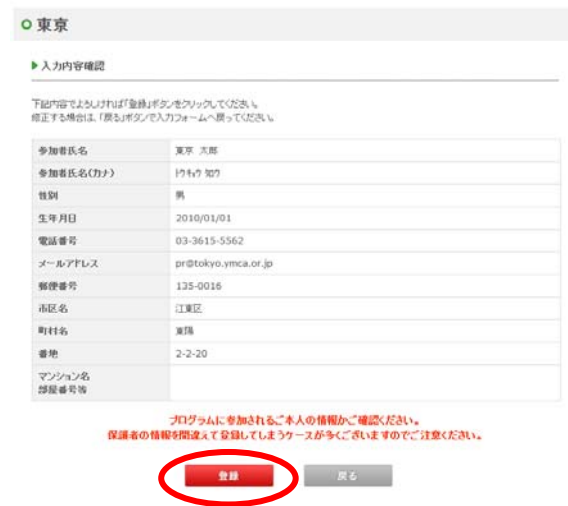 東京
入力内容確認
下記内容でよろしければ「登録」ボタンをクリックしてください。
修正する場合は、「戻る」ボタンで入力フォームへ戻ってください。
参加者氏名 東京 太郎
参加者氏名(カナ) ﾄｳｷｮｳ ﾀﾛｳ
性別 男
生年月日 2010/01/01
電話番号 03-3615-5562
メールアドレス pr@tokyo.ymca.or.jp
郵便番号 135-0016
市区名 江東区
町村名 東陽
番地 2-2-20
マンション名
部屋番号等
プログラムに参加されるご本人の情報かご確認ください。
保護者の情報を間違えて登録してしまうケースが多くございますのでご注意ください。
登録 戻る